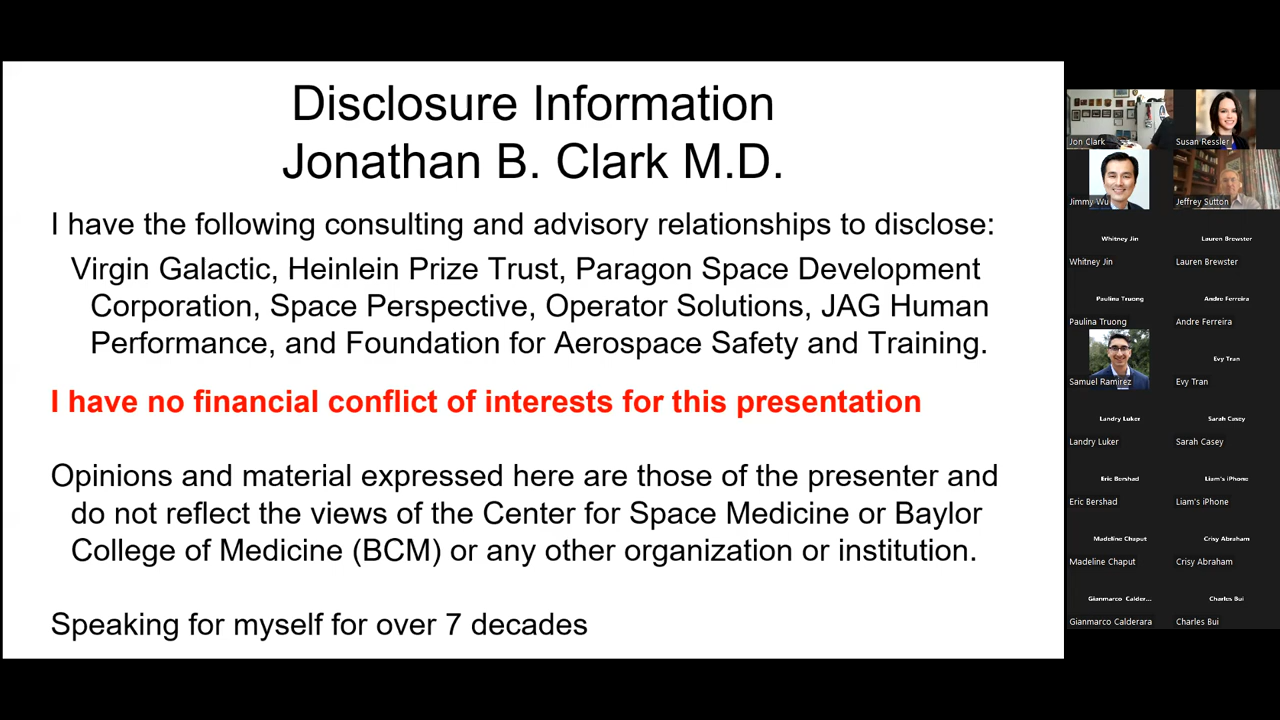 Disclosure Information
Jonathan B. Clark M.D.
I have the following consulting and advisory relationships to disclose:
Virgin Galactic, Heinlein Prize Trust, Paragon Space Development
Corporation, Space Perspective, Operator Solutions, JAG Human
Performance, and Foundation for Aerospace Safety and Training.
I have no financial conflict of interests for this presentation
Opinions and material expressed here are those of the presenter and
do not reflect the views of the Center for Space Medicine or Baylor
College of Medicine (BCM) or any other organization or institution.
Speaking for myself for over 7 decades
Jon Clark
Susan Ressler
Jimmy Wu
Jeffrey Sutton
Whitney Jin
Whitney Jin
Lauren Brewster
Lauren Brewster
Paulina Truong
Paulina Truong
Andre Ferreira
Andre Ferreira
Samuel Ramirez
Evy Tran
Evy Tran
Landry Luker
Landry Luker
Sarah Casey
Sarah Casey
Eric Bershad
Eric Bershad
Liam's iPhone
Liam's iPhone
Madeline Chaput
Madeline Chaput
Crisy Abraham
Crisy Abraham
Gianmarco Calder...
Gianmarco Calderara
Charles Bui
Charles Bui